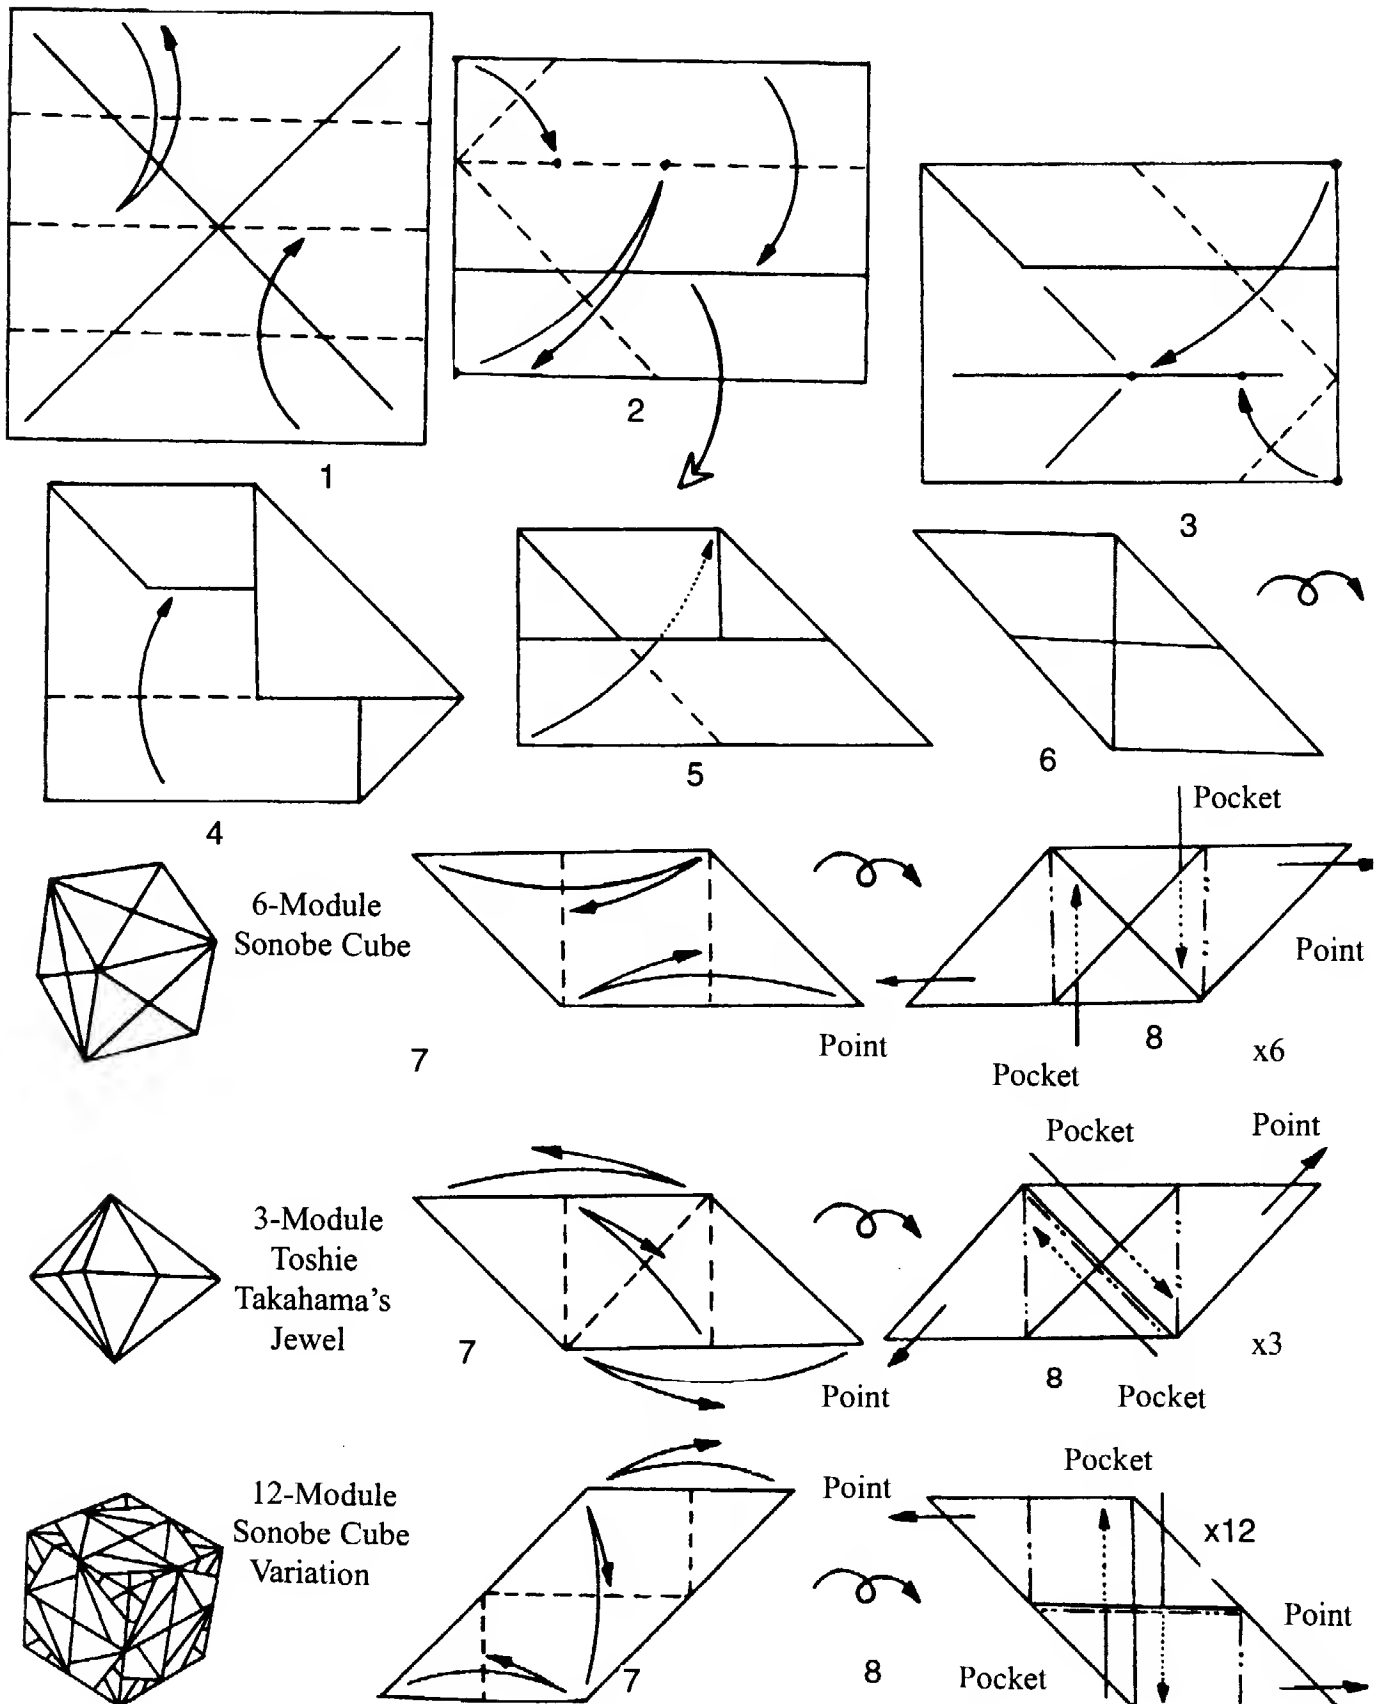 1
2
3
4
5
6
Pocket
6-Module
Sonobe Cube
Point
7
Point
8
x6
Pocket
Pocket
Point
3-Module
Toshie
Takahama's
Jewel
7
Point
8
Pocket
x3
Pocket
12-Module
Sonobe Cube
Variation
Point
x12
7
8
Pocket
Point